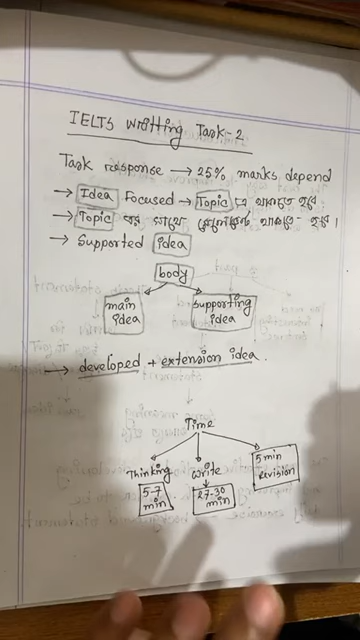 IELTS writting Task-2
Task response → 25% marks depend
→ Idea Focused → Topic এ থাকতে হবে
→ Topic এর সাথে রিলেটেড থাকতে হবে।
→ Supported idea
body
main idea
supporting idea
→ developed + extension idea.
Time
Thinking
5-7 min
write
27-30 min
5 min Revision